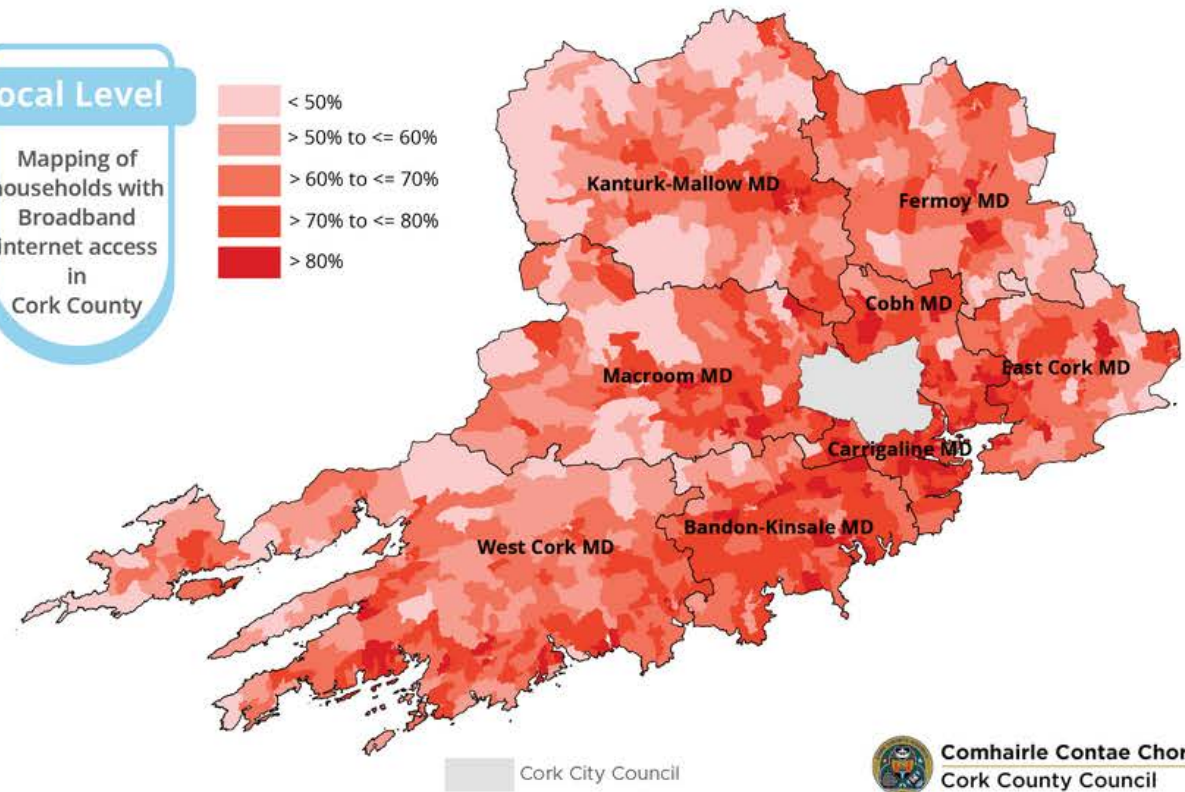 ocal Level
Mapping of
households with
Broadband
internet access
in
Cork County
< 50%
> 50% to <= 60%
> 60% to <= 70%
> 70% to <= 80%
> 80%
Kanturk-Mallow MD
Fermoy MD
Cobh MD
Macroom MD
East Cork MD
Carrigaline MD
Bandon-Kinsale MD
West Cork MD
Cork City Council
Comhairle Contae Chor
Cork County Council